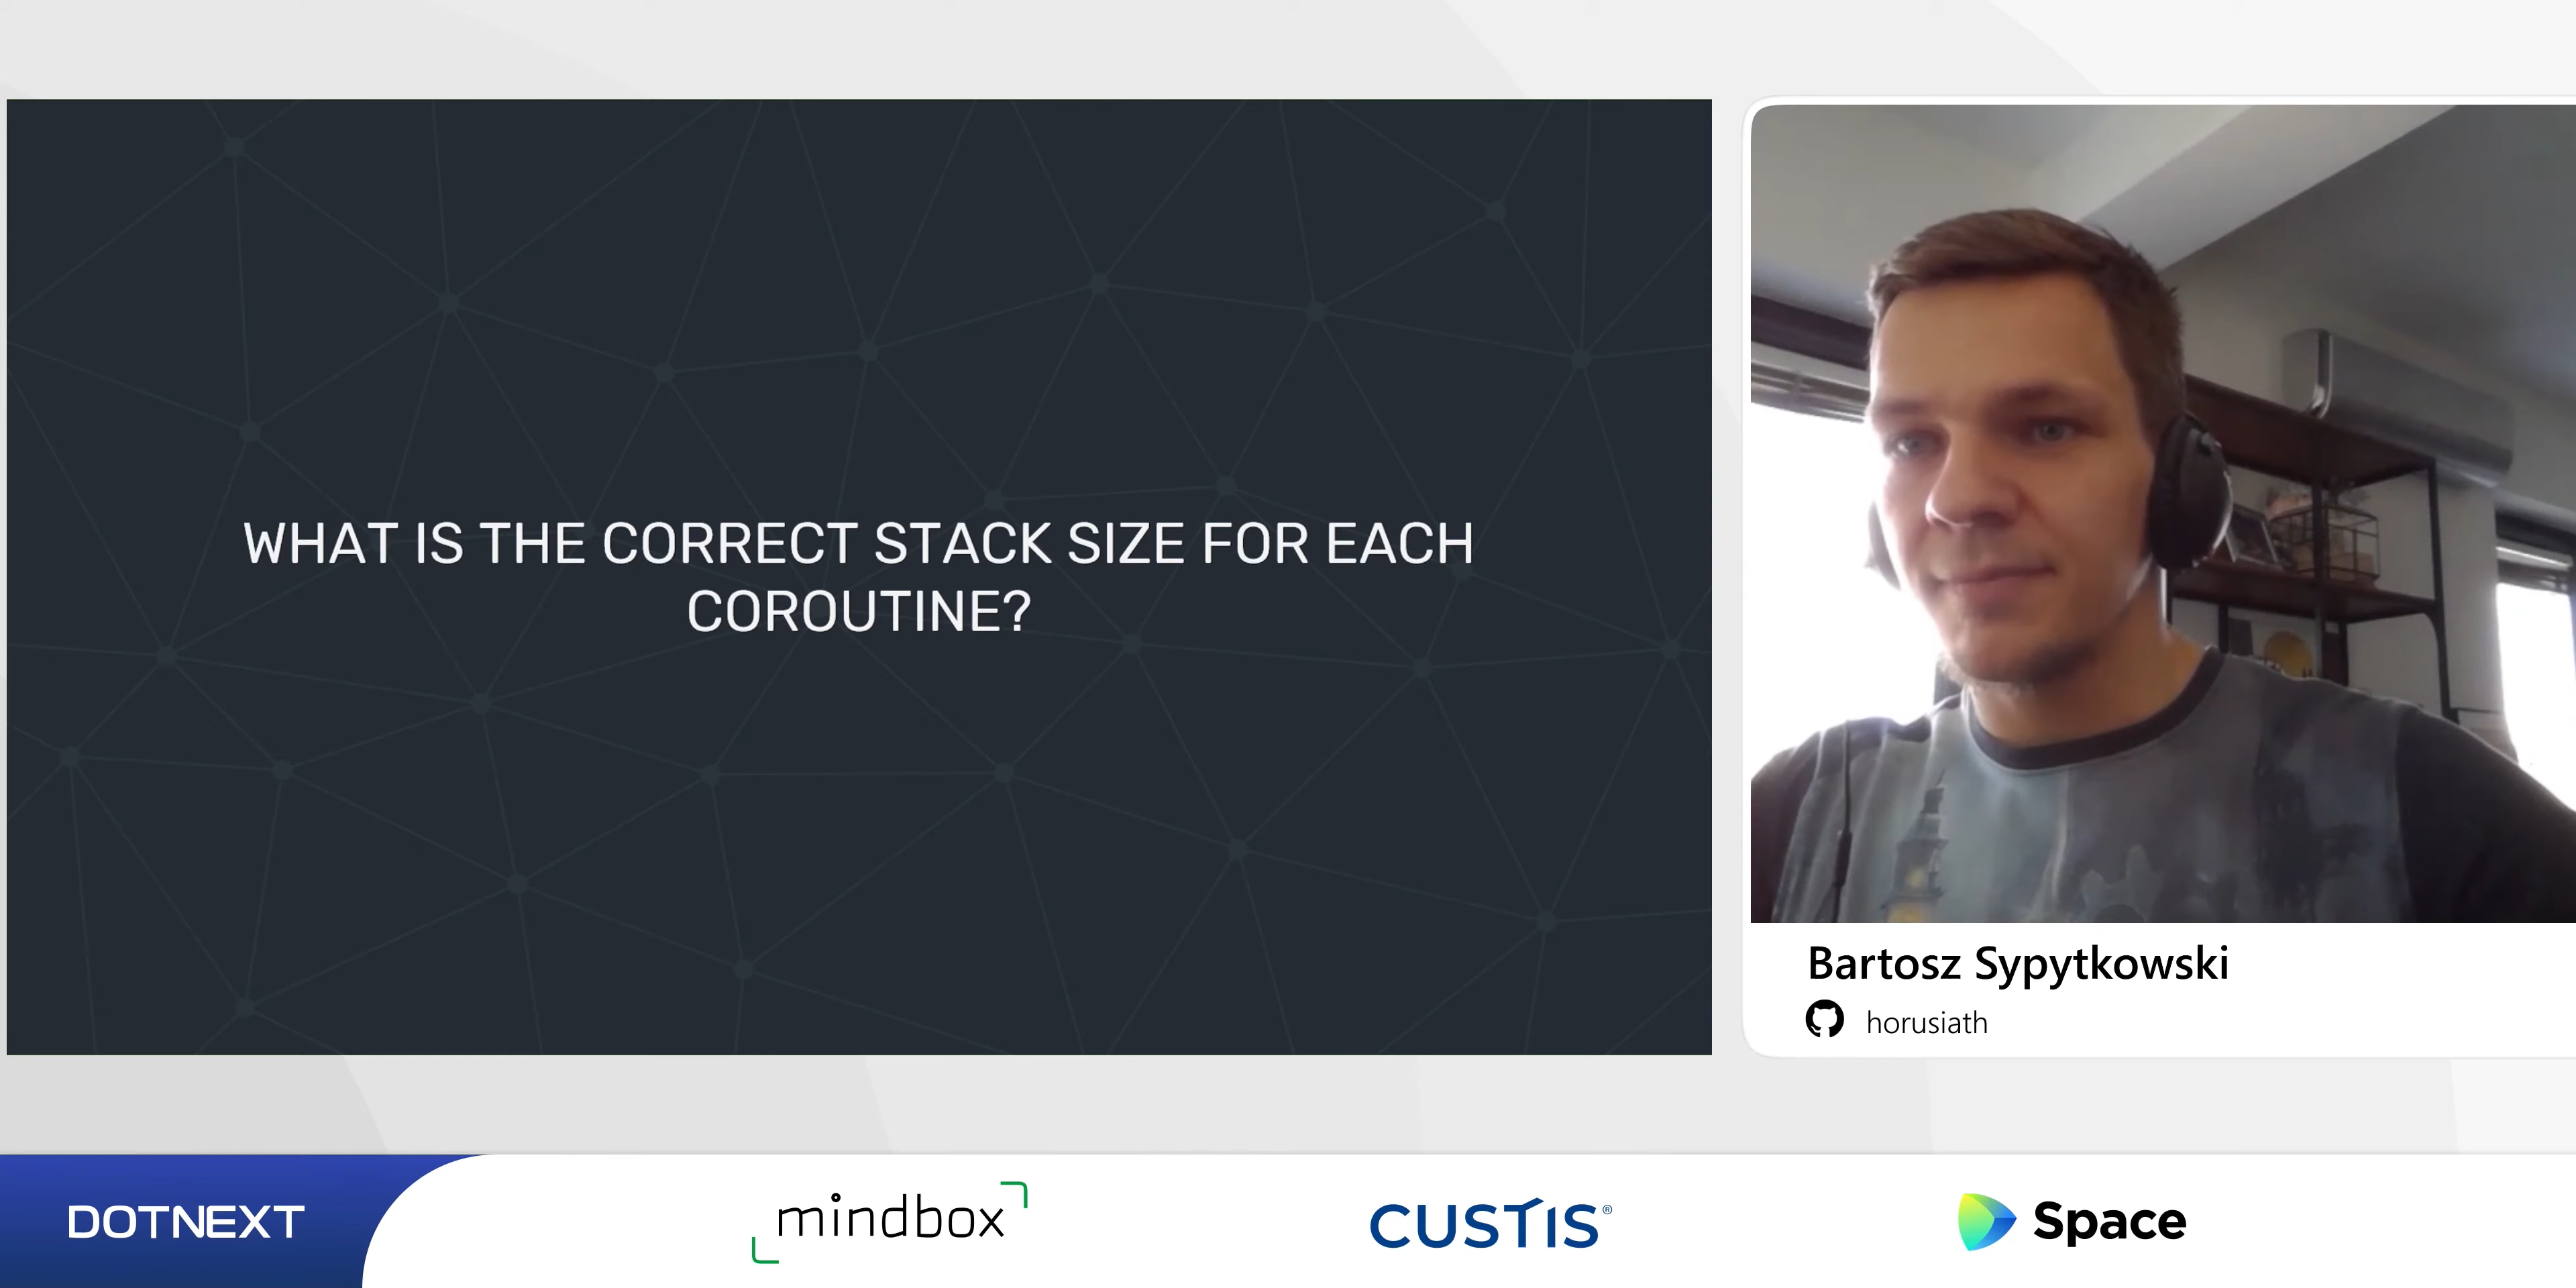 WHAT IS THE CORRECT STACK SIZE FOR EACH
COROUTINE?
Bartosz Sypytkowski
horusiath
DOTNEXT
mindbox
CUSTIS®
Space